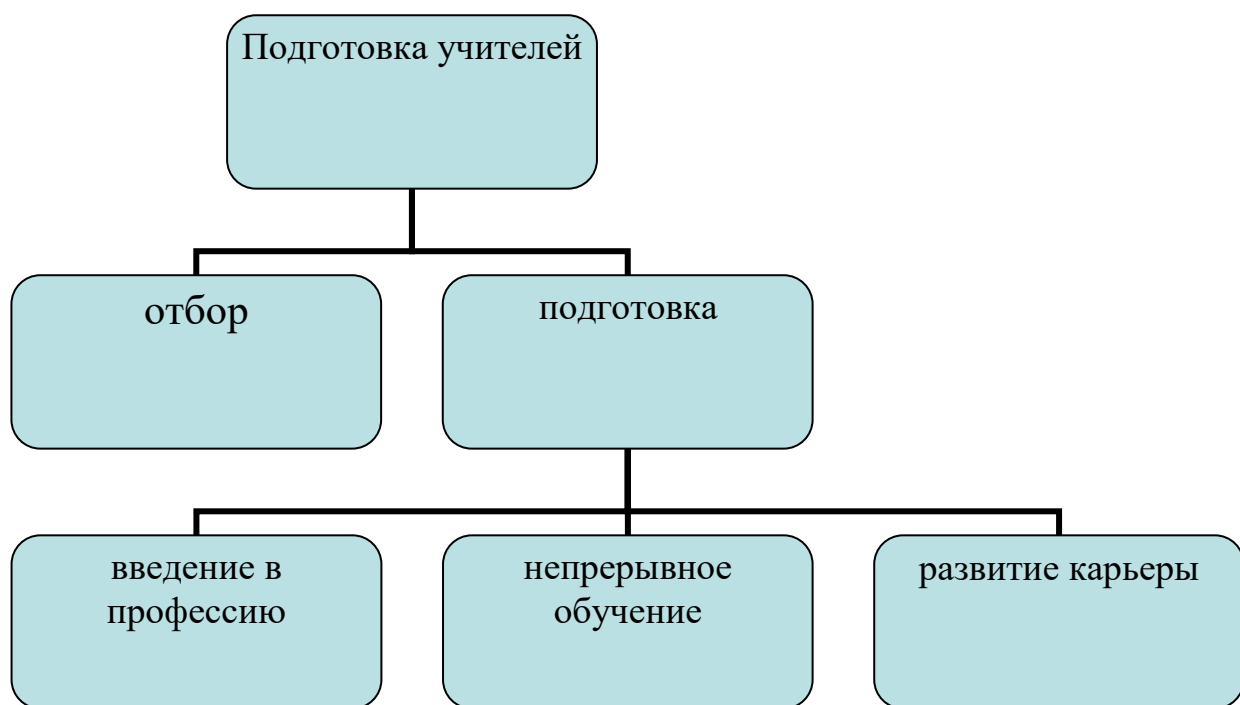 Подготовка учителей
отбор
подготовка
введение в
профессию
непрерывное
обучение
развитие карьеры